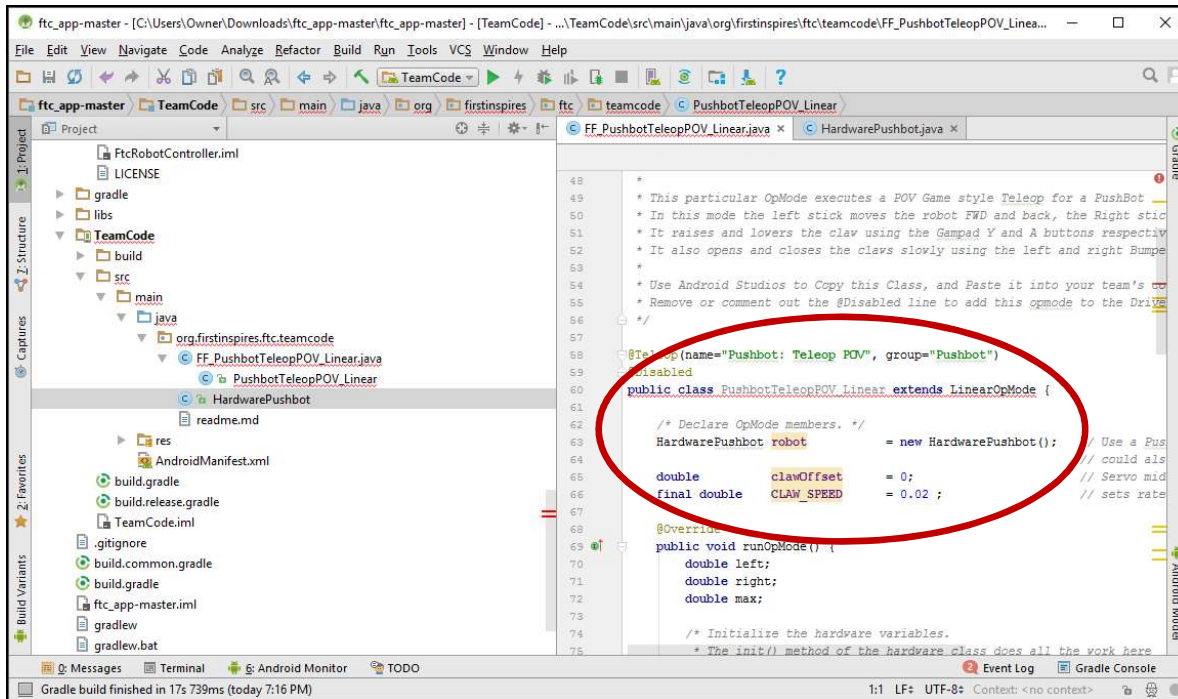 ftc_app-master - [C:\Users\Owner\Downloads\ftc_app-master\ftc_app-master] - [TeamCode] - ...\TeamCode\src\main\java\org\firstinspires\ftc\teamcode\FF_PushbotTeleopPOV_Linea...
File Edit View Navigate Code Analyze Refactor Build Run Tools VCS Window Help
TeamCode
ftc_app-master TeamCode src main java org firstinspires ftc teamcode PushbotTeleopPOV_Linear
Project
FF_PushbotTeleopPOV_Linear.java HardwarePushbot.java
1: Project
Z: Structure
Captures
2: Favorites
Build Variants
FtcRobotController.iml
LICENSE
gradle
libs
TeamCode
build
src
main
java
org.firstinspires.ftc.teamcode
FF_PushbotTeleopPOV_Linear.java
PushbotTeleopPOV_Linear
HardwarePushbot
readme.md
res
AndroidManifest.xml
build.gradle
build.release.gradle
TeamCode.iml
.gitignore
build.common.gradle
build.gradle
ftc_app-master.iml
gradlew
gradlew.bat
48 *
49 * This particular OpMode executes a POV Game style Teleop for a PushBot
50 * In this mode the left stick moves the robot FWD and back, the Right stic
51 * It raises and lowers the claw using the Gampad Y and A buttons respectiv
52 * It also opens and closes the claws slowly using the left and right Bumpe
53 *
54 * Use Android Studios to Copy this Class, and Paste it into your team's co
55 * Remove or comment out the @Disabled line to add this opmode to the Drive
56 */
57
58 @Teleop(name="Pushbot: Teleop POV", group="Pushbot")
59 @Disabled
60 public class PushbotTeleopPOV_Linear extends LinearOpMode {
61
62 /* Declare OpMode members. */
63 HardwarePushbot robot = new HardwarePushbot(); // Use a Pus
64 // could als
65 double clawOffset = 0; // Servo mid
66 final double CLAW_SPEED = 0.02 ; // sets rate
67
68 @Override
69 public void runOpMode() {
70 double left;
71 double right;
72 double max;
73
74 /* Initialize the hardware variables.
75 * The init() method of the hardware class does all the work here
Gradle
Android Model
0: Messages Terminal 6: Android Monitor TODO
2 Event Log Gradle Console
Gradle build finished in 17s 739ms (today 7:16 PM)
1:1 LF÷ UTF-8÷ Context: <no context>